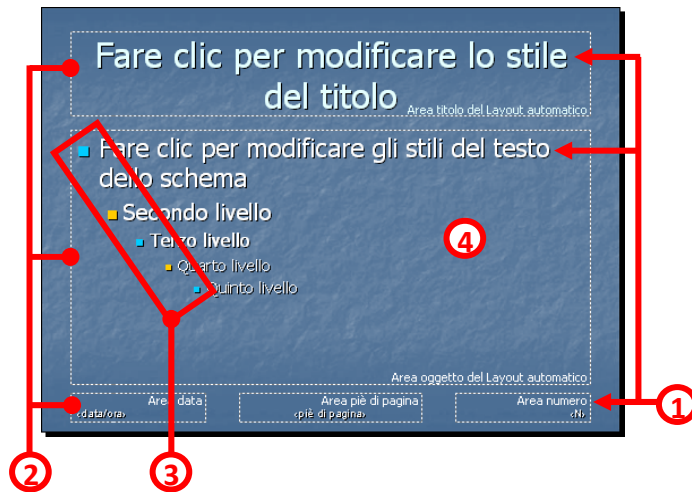 Fare clic per modificare lo stile
del titolo
Area titolo del Layout automatico
Fare clic per modificare gli stili del testo
dello schema
Secondo livello
Terzo livello
Quarto livello
Quinto livello
4
Area oggetto del Layout automatico
Area data
‹data/ora›
Area piè di pagina
‹piè di pagina›
Area numero
‹N›
1
2
3